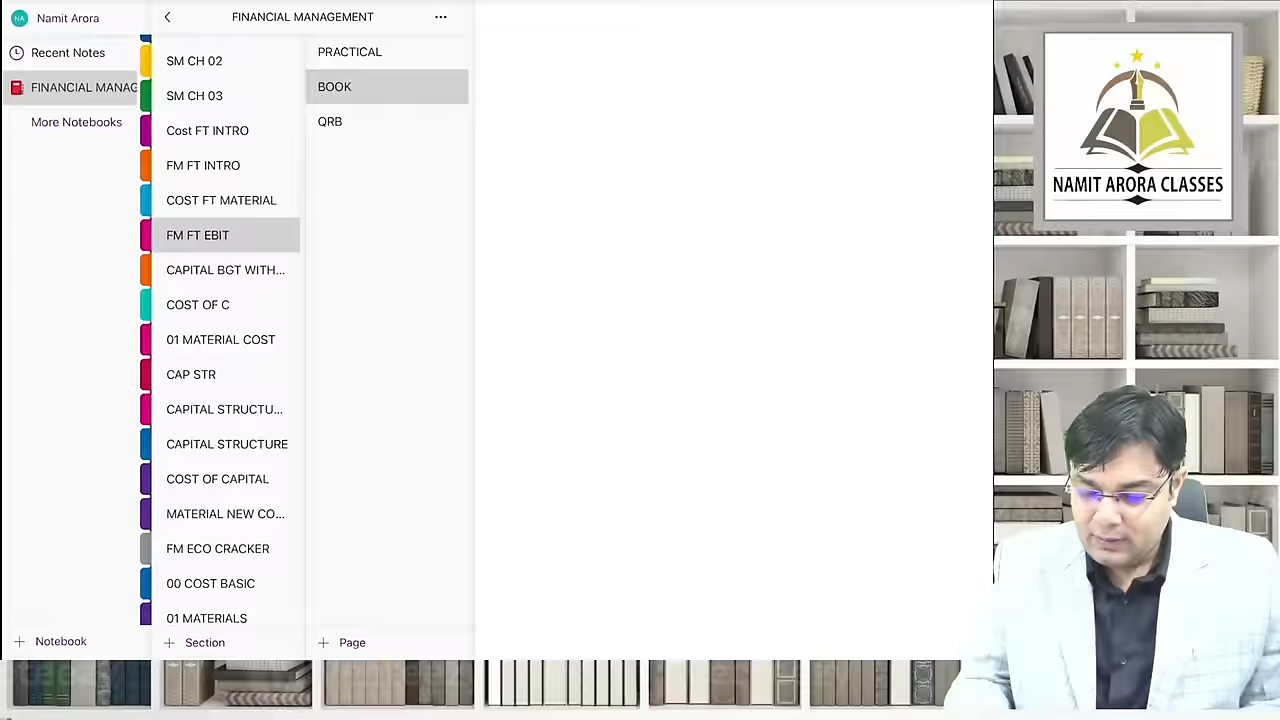 NA Namit Arora
Recent Notes
FINANCIAL MANAG
More Notebooks
Notebook
FINANCIAL MANAGEMENT
SM CH 02
SM CH 03
Cost FT INTRO
FM FT INTRO
COST FT MATERIAL
FM FT EBIT
CAPITAL BGT WITH...
COST OF C
01 MATERIAL COST
CAP STR
CAPITAL STRUCTU...
CAPITAL STRUCTURE
COST OF CAPITAL
MATERIAL NEW CO...
FM ECO CRACKER
00 COST BASIC
01 MATERIALS
Section
PRACTICAL
BOOK
QRB
Page
NAMIT ARORA CLASSES